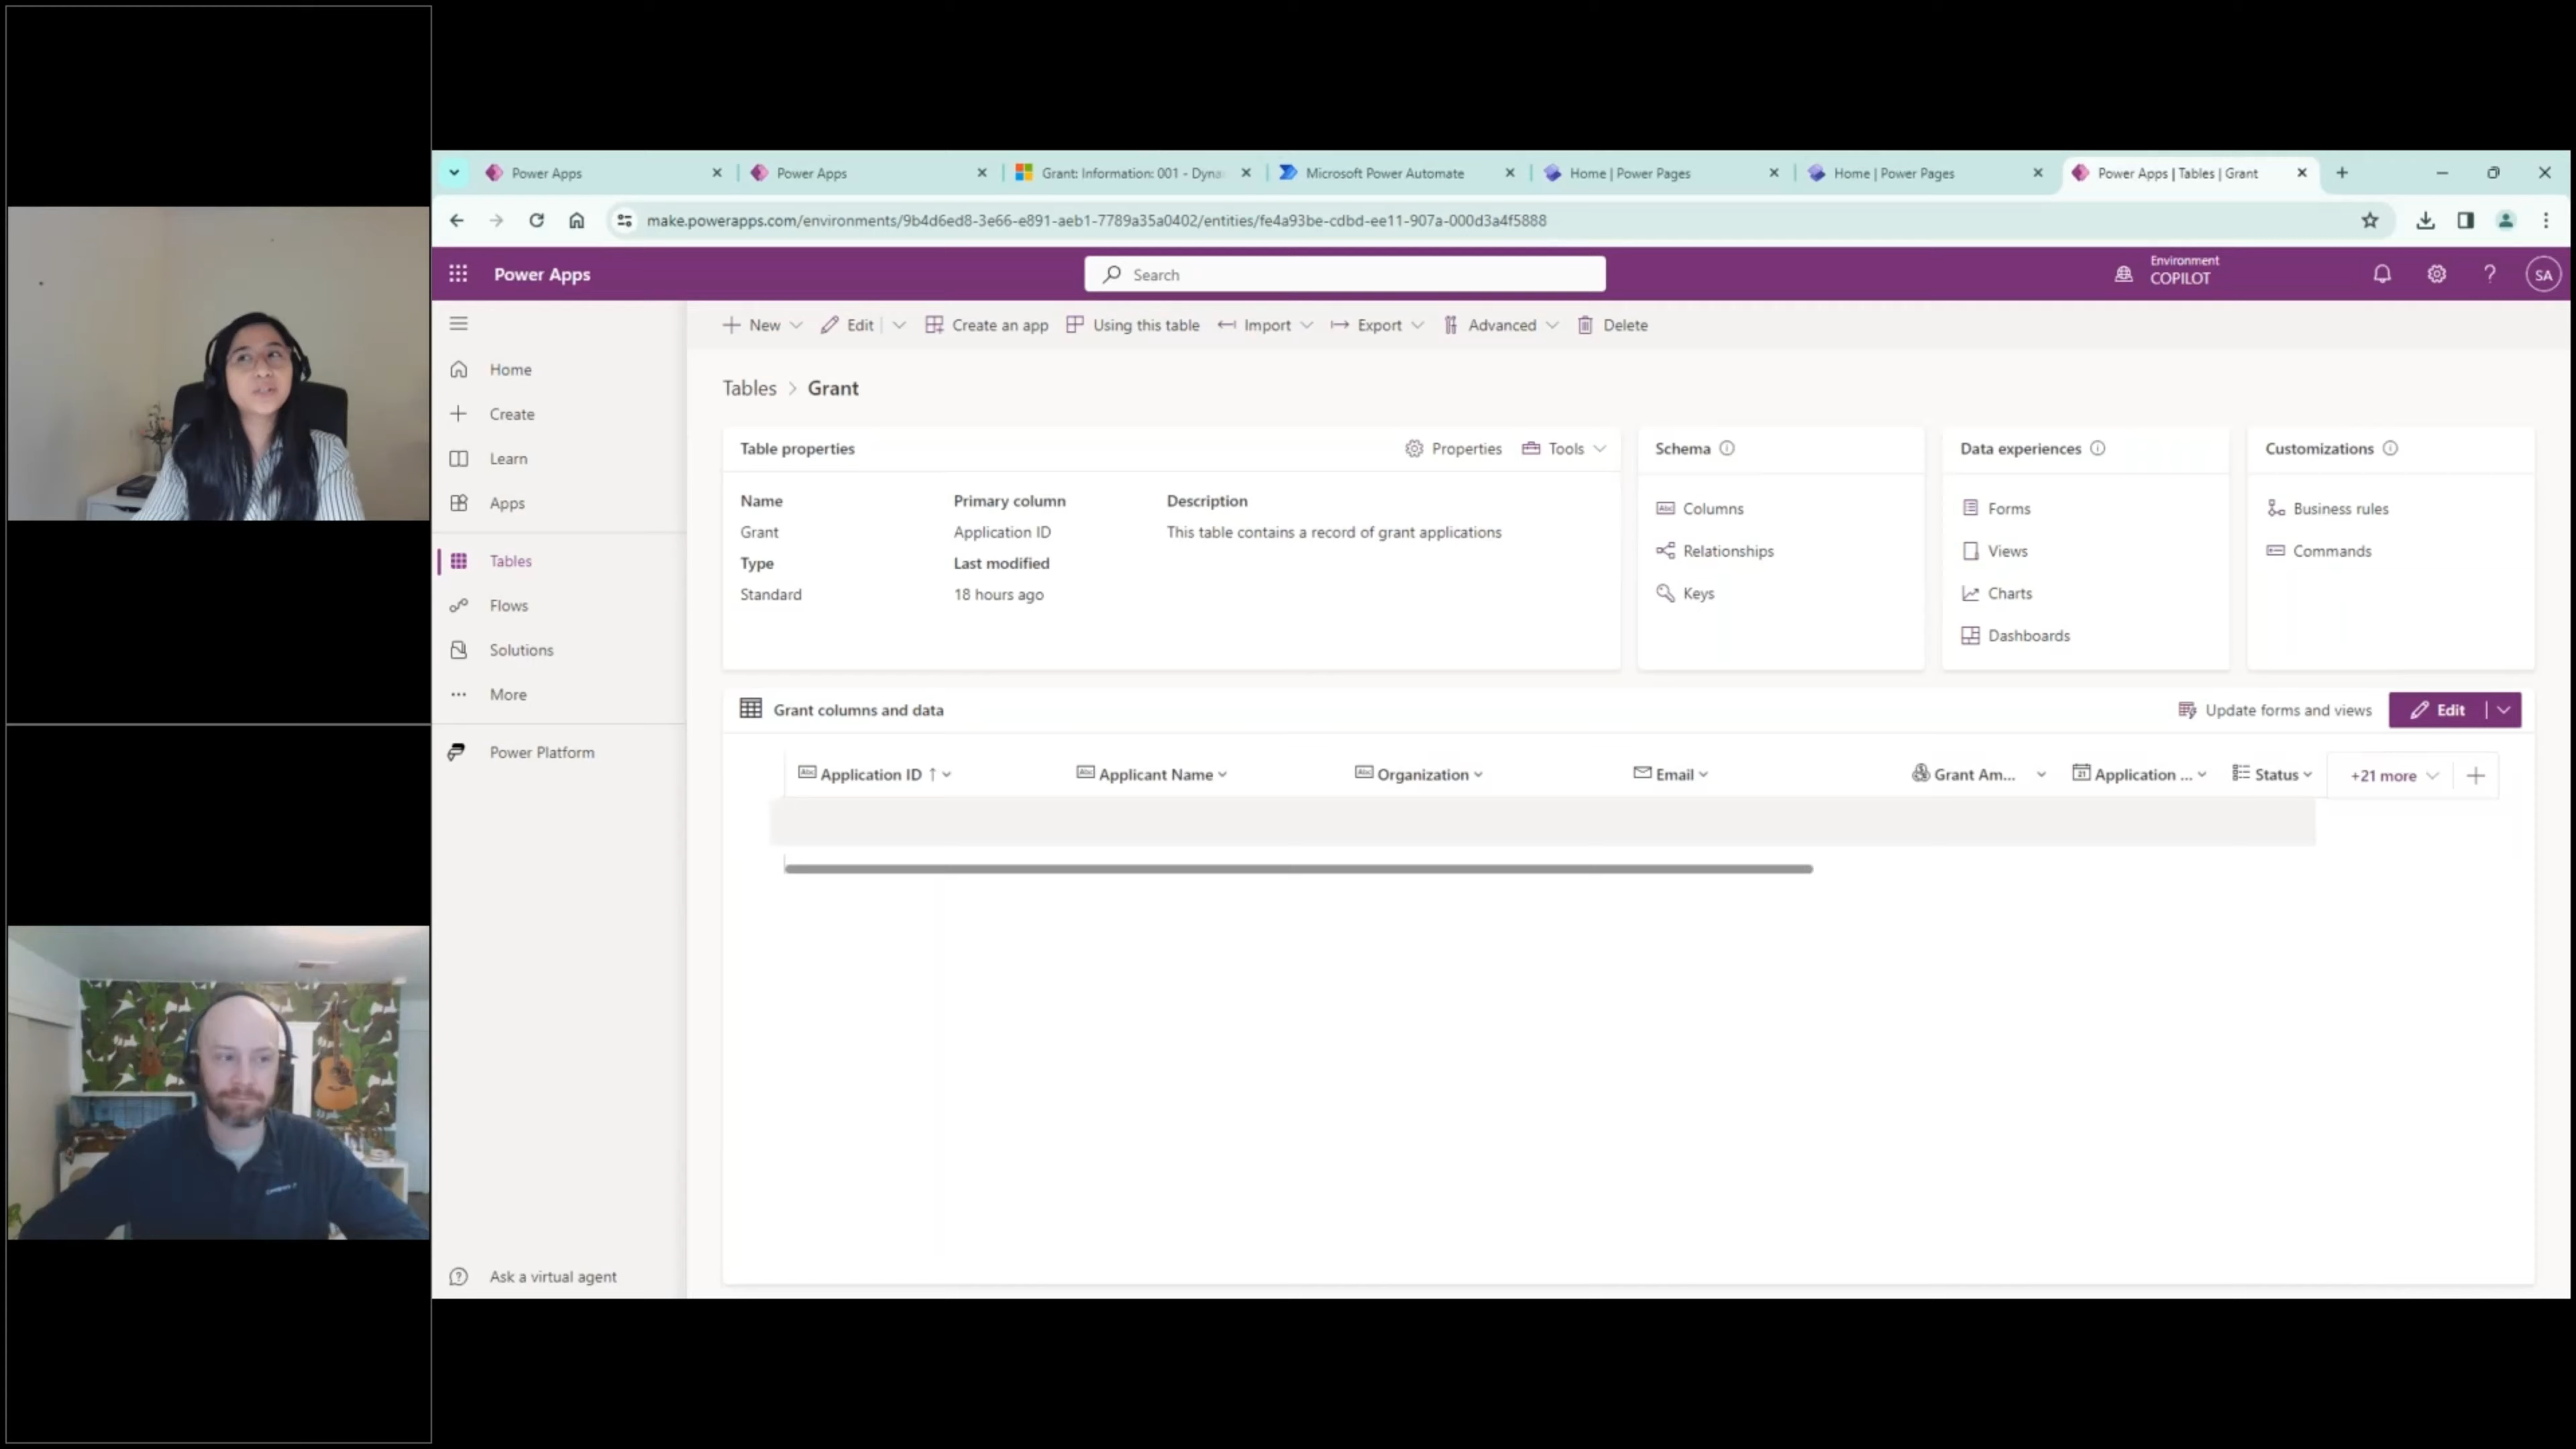 Power Apps
Power Apps
Grant: Information: 001 - Dyna
Microsoft Power Automate
Home | Power Pages
Home | Power Pages
Power Apps | Tables | Grant
make.powerapps.com/environments/9b4d6ed8-3e66-e891-aeb1-7789a35a0402/entities/fe4a93be-cdbd-ee11-907a-000d3a4f5888
Power Apps
Search
Environment
COPILOT
SA
New
Edit
Create an app
Using this table
Import
Export
Advanced
Delete
Home
Create
Learn
Apps
Tables
Flows
Solutions
More
Power Platform
Ask a virtual agent
Tables > Grant
Table properties
Properties
Tools
Name
Primary column
Description
Grant
Application ID
This table contains a record of grant applications
Type
Last modified
Standard
18 hours ago
Schema
Columns
Relationships
Keys
Data experiences
Forms
Views
Charts
Dashboards
Customizations
Business rules
Commands
Grant columns and data
Update forms and views
Edit
Application ID ↑
Applicant Name
Organization
Email
Grant Am...
Application ...
Status
+21 more